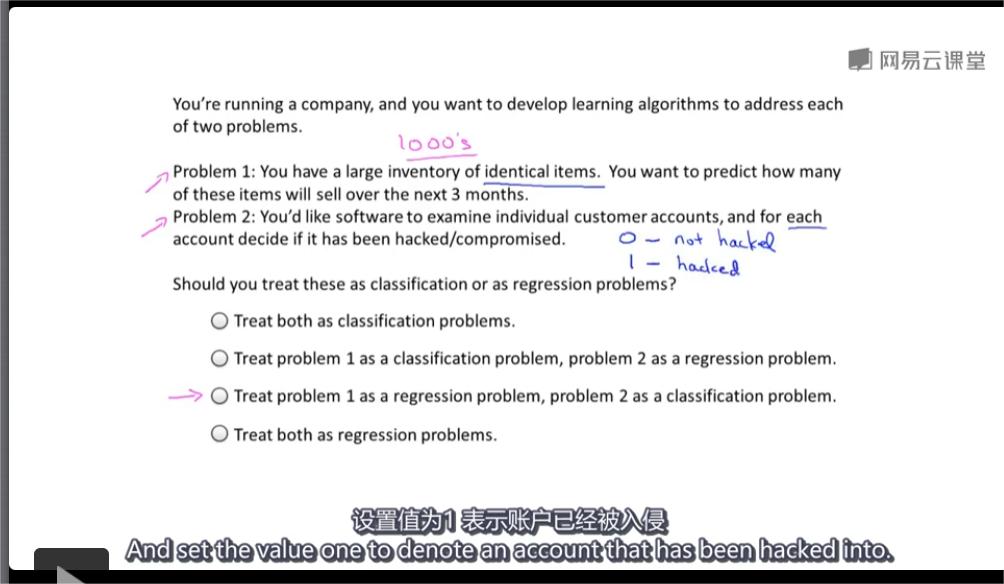 网易云课堂
You're running a company, and you want to develop learning algorithms to address each
of two problems.
1000's
Problem 1: You have a large inventory of identical items. You want to predict how many
of these items will sell over the next 3 months.
Problem 2: You'd like software to examine individual customer accounts, and for each
account decide if it has been hacked/compromised.
0 – not hacked
1 – hacked
Should you treat these as classification or as regression problems?
Treat both as classification problems.
Treat problem 1 as a classification problem, problem 2 as a regression problem.
Treat problem 1 as a regression problem, problem 2 as a classification problem.
Treat both as regression problems.
设置值为1 表示账户已经被入侵
And set the value one to denote an account that has been hacked into.